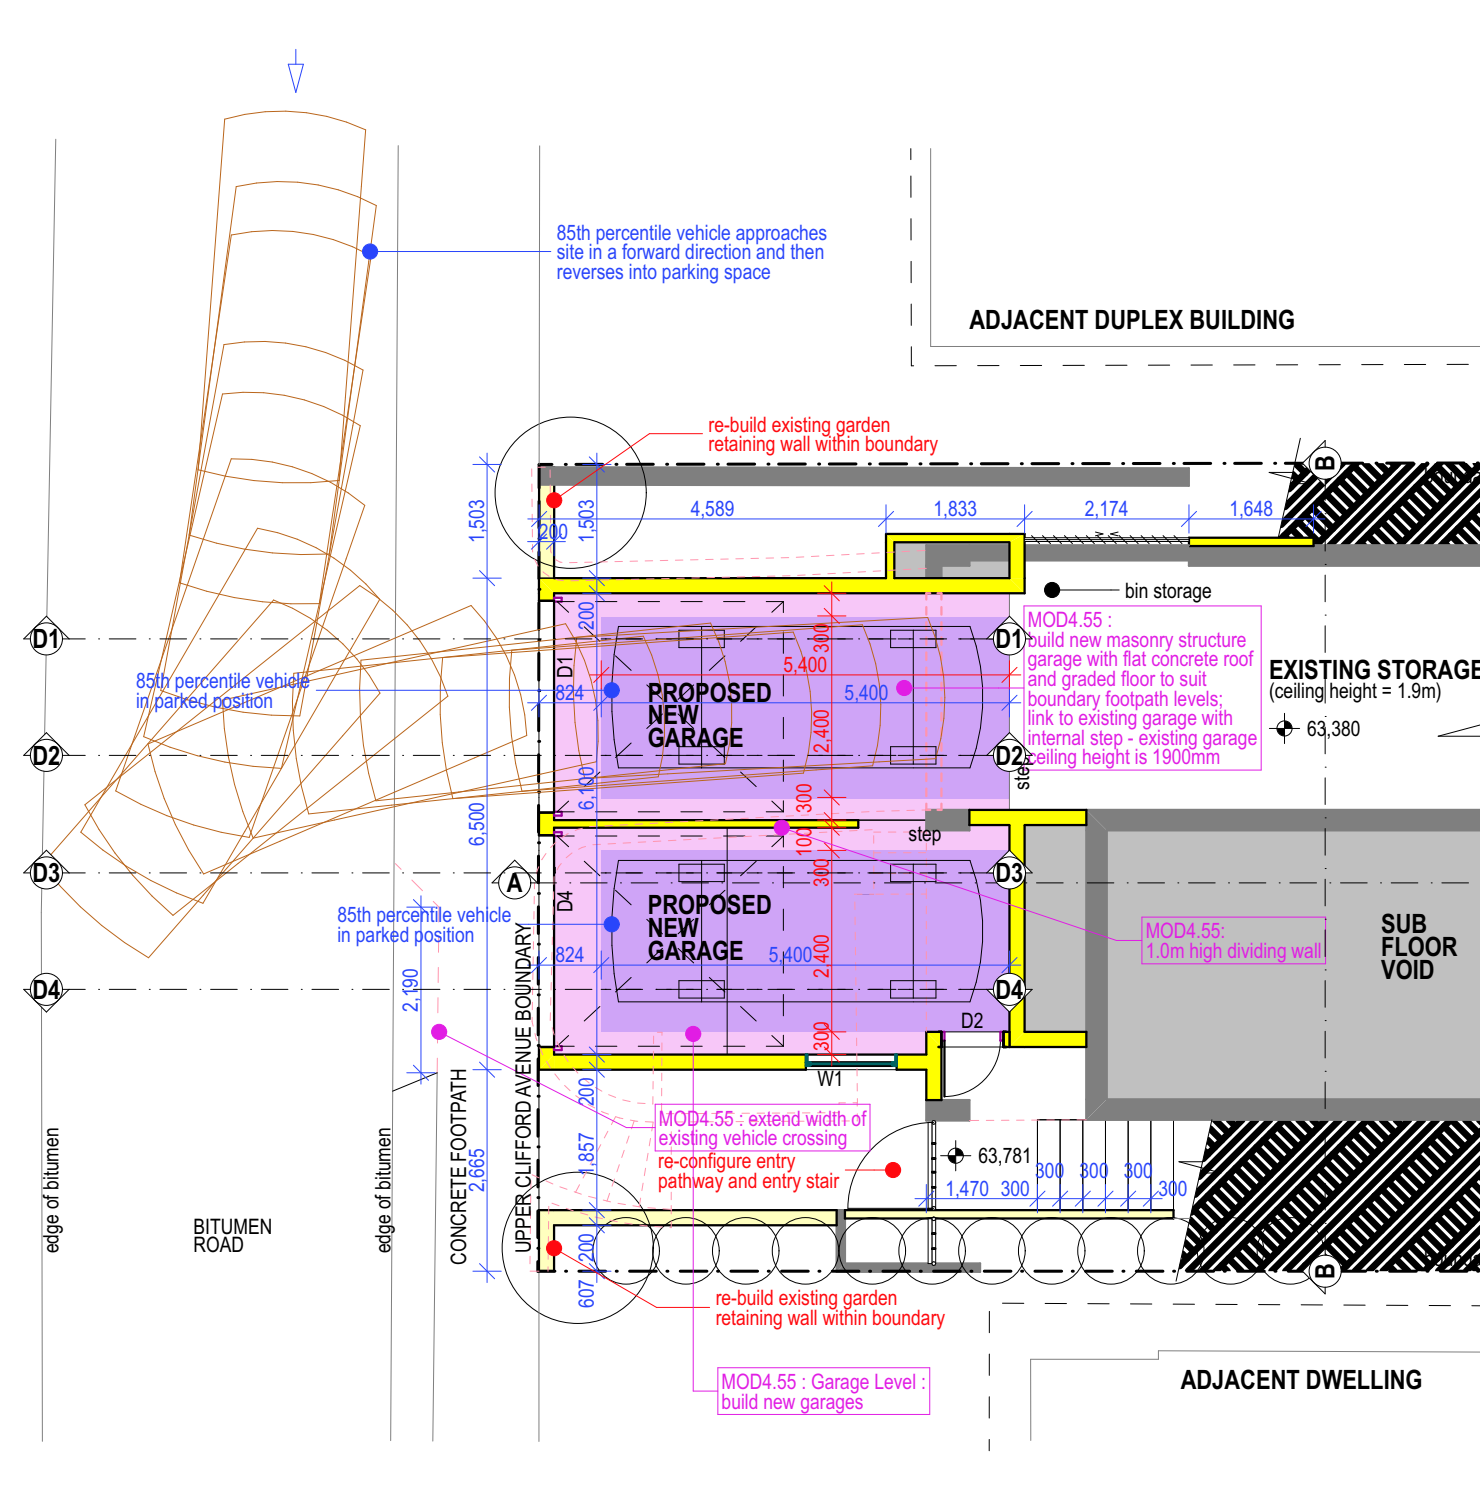 85th percentile vehicle approaches
site in a forward direction and then
reverses into parking space
ADJACENT DUPLEX BUILDING
re-build existing garden
retaining wall within boundary
B
1,503
1,503
200
4,589
1,833
2,174
1,648
bin storage
MOD4.55 :
build new masonry structure
garage with flat concrete roof
and graded floor to suit
boundary footpath levels;
link to existing garage with
internal step - existing garage
ceiling height is 1900mm
EXISTING STORAGE
(ceiling height = 1.9m)
63,380
D1
D1
D1
200
300
5,400
824
5,400
85th percentile vehicle
in parked position
PROPOSED
NEW
GARAGE
2,400
D2
D2
step
6,100
300
6,500
100
step
300
D3
D3
A
D4
PROPOSED
NEW
GARAGE
85th percentile vehicle
in parked position
824
5,400
2,400
MOD4.55:
1.0m high dividing wall
SUB
FLOOR
VOID
D4
D4
2,190
300
D2
W1
200
MOD4.55 : extend width of
existing vehicle crossing
re-configure entry
pathway and entry stair
63,781
1,857
2,665
1,470
300
300
300
300
300
200
607
edge of bitumen
BITUMEN
ROAD
edge of bitumen
CONCRETE FOOTPATH
UPPER CLIFFORD AVENUE BOUNDARY
B
re-build existing garden
retaining wall within boundary
MOD4.55 : Garage Level :
build new garages
ADJACENT DWELLING